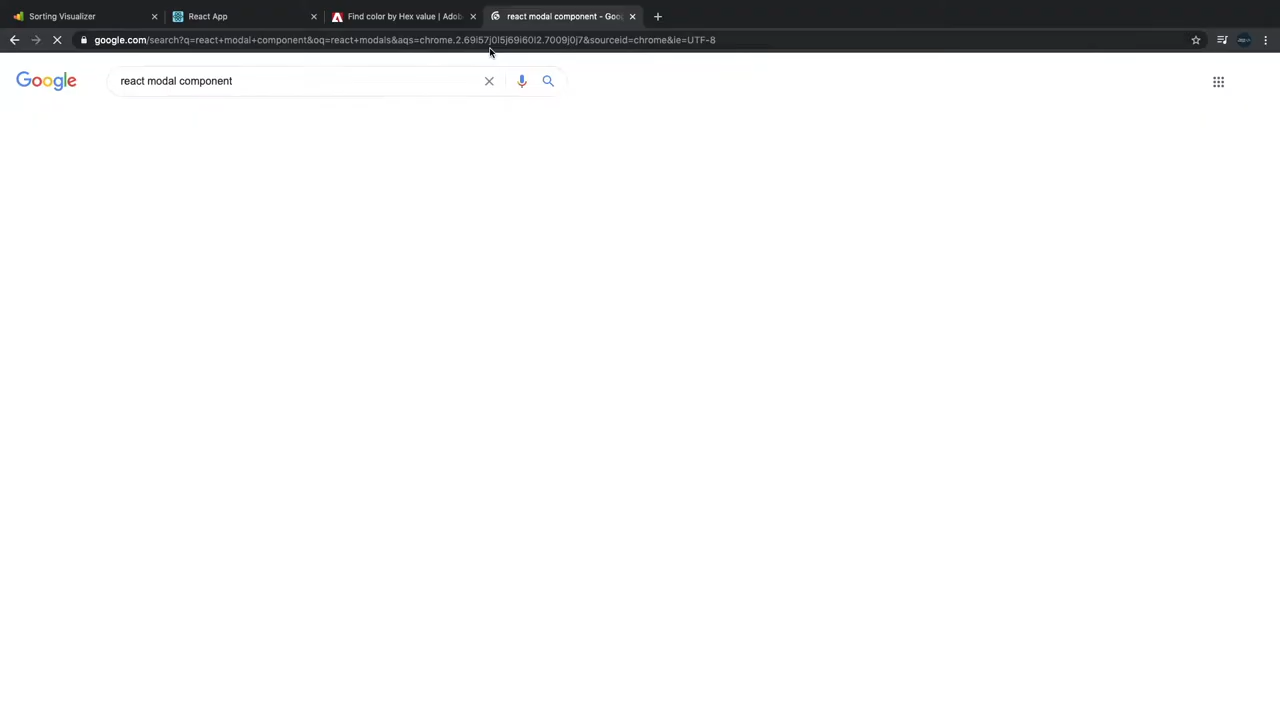 Sorting Visualizer
React App
Find color by Hex value | Adob
react modal component - Goog
google.com/search?q=react+modal+component&oq=react+modals&aqs=chrome.2.69i57j0l5j69i60l2.7009j0j7&sourceid=chrome&ie=UTF-8
Google
react modal component